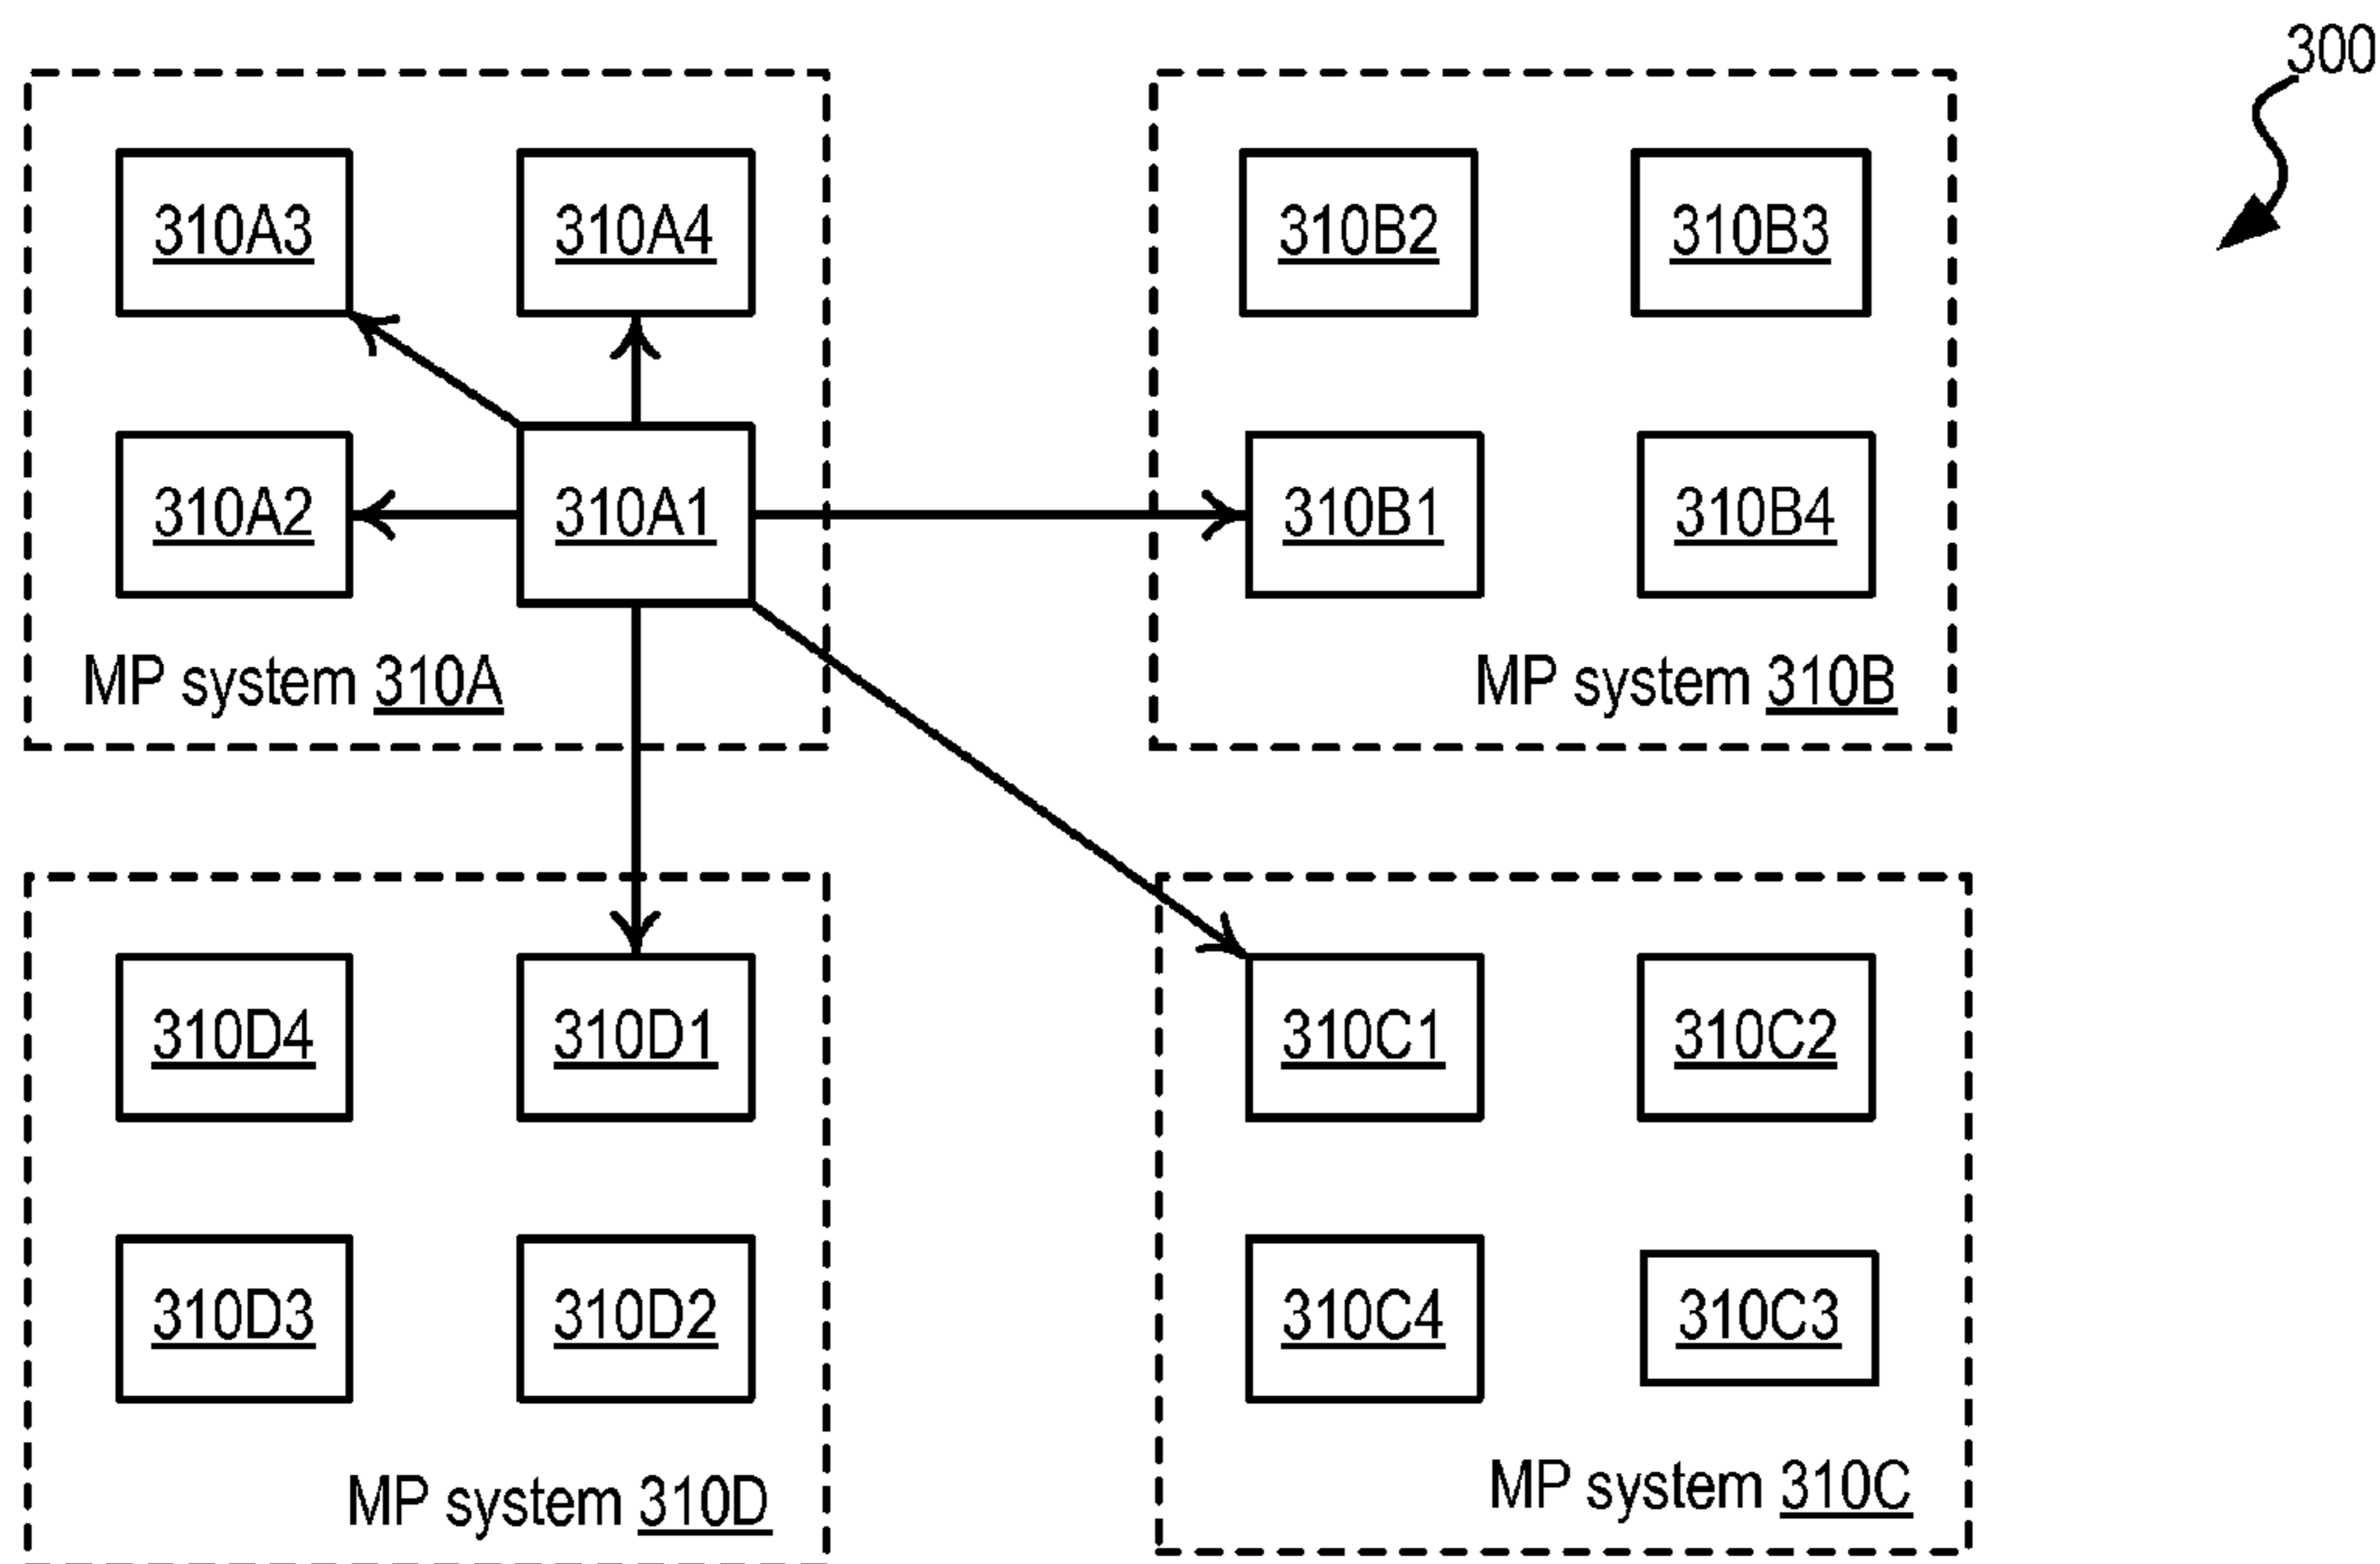 300
310A3
310A4
310A2
310A1
MP system 310A
310B2
310B3
310B1
310B4
MP system 310B
310D4
310D1
310D3
310D2
MP system 310D
310C1
310C2
310C4
310C3
MP system 310C